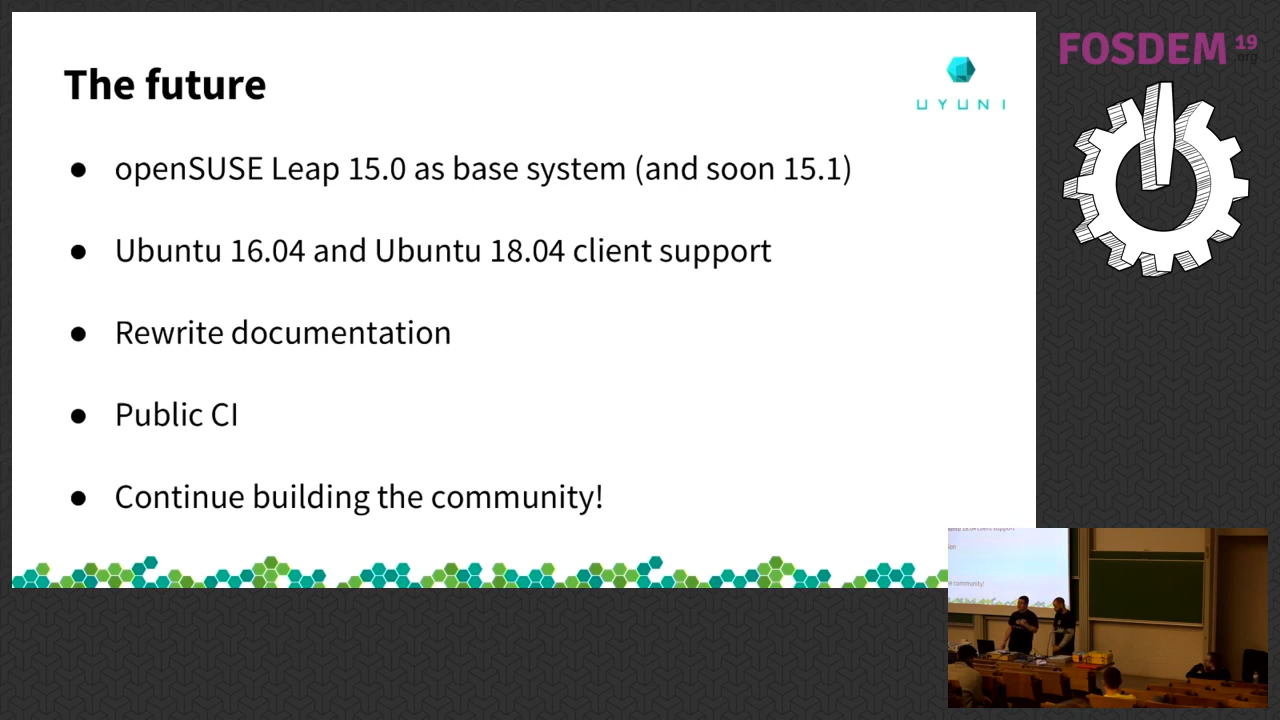 The future
UYUNI
● openSUSE Leap 15.0 as base system (and soon 15.1)
● Ubuntu 16.04 and Ubuntu 18.04 client support
● Rewrite documentation
● Public CI
● Continue building the community!
FOSDEM 19
.org
community!